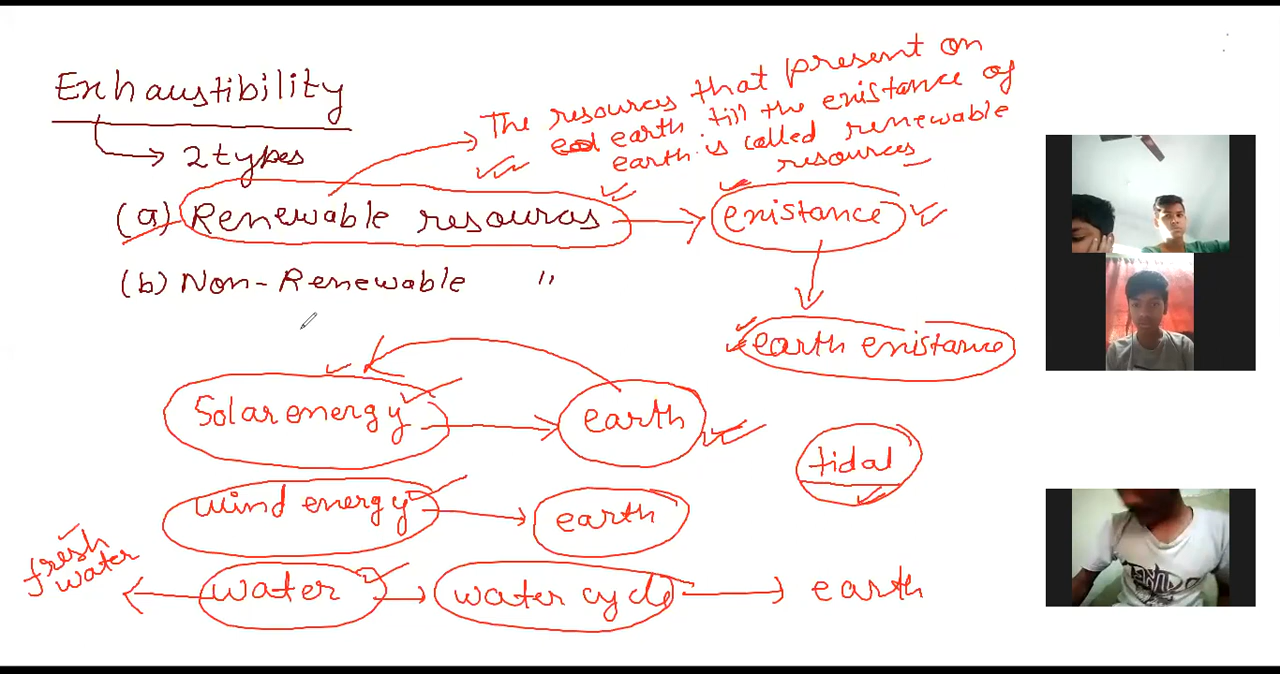 Exhaustibility
2 types
The resources that present on
earth till the existance of
earth is called renewable
resources
(a) Renewable resouras
existance
(b) Non-Renewable "
earth existance
Solar energy
earth
tidal
wind energy
earth
fresh
water
water
water cycle
earth